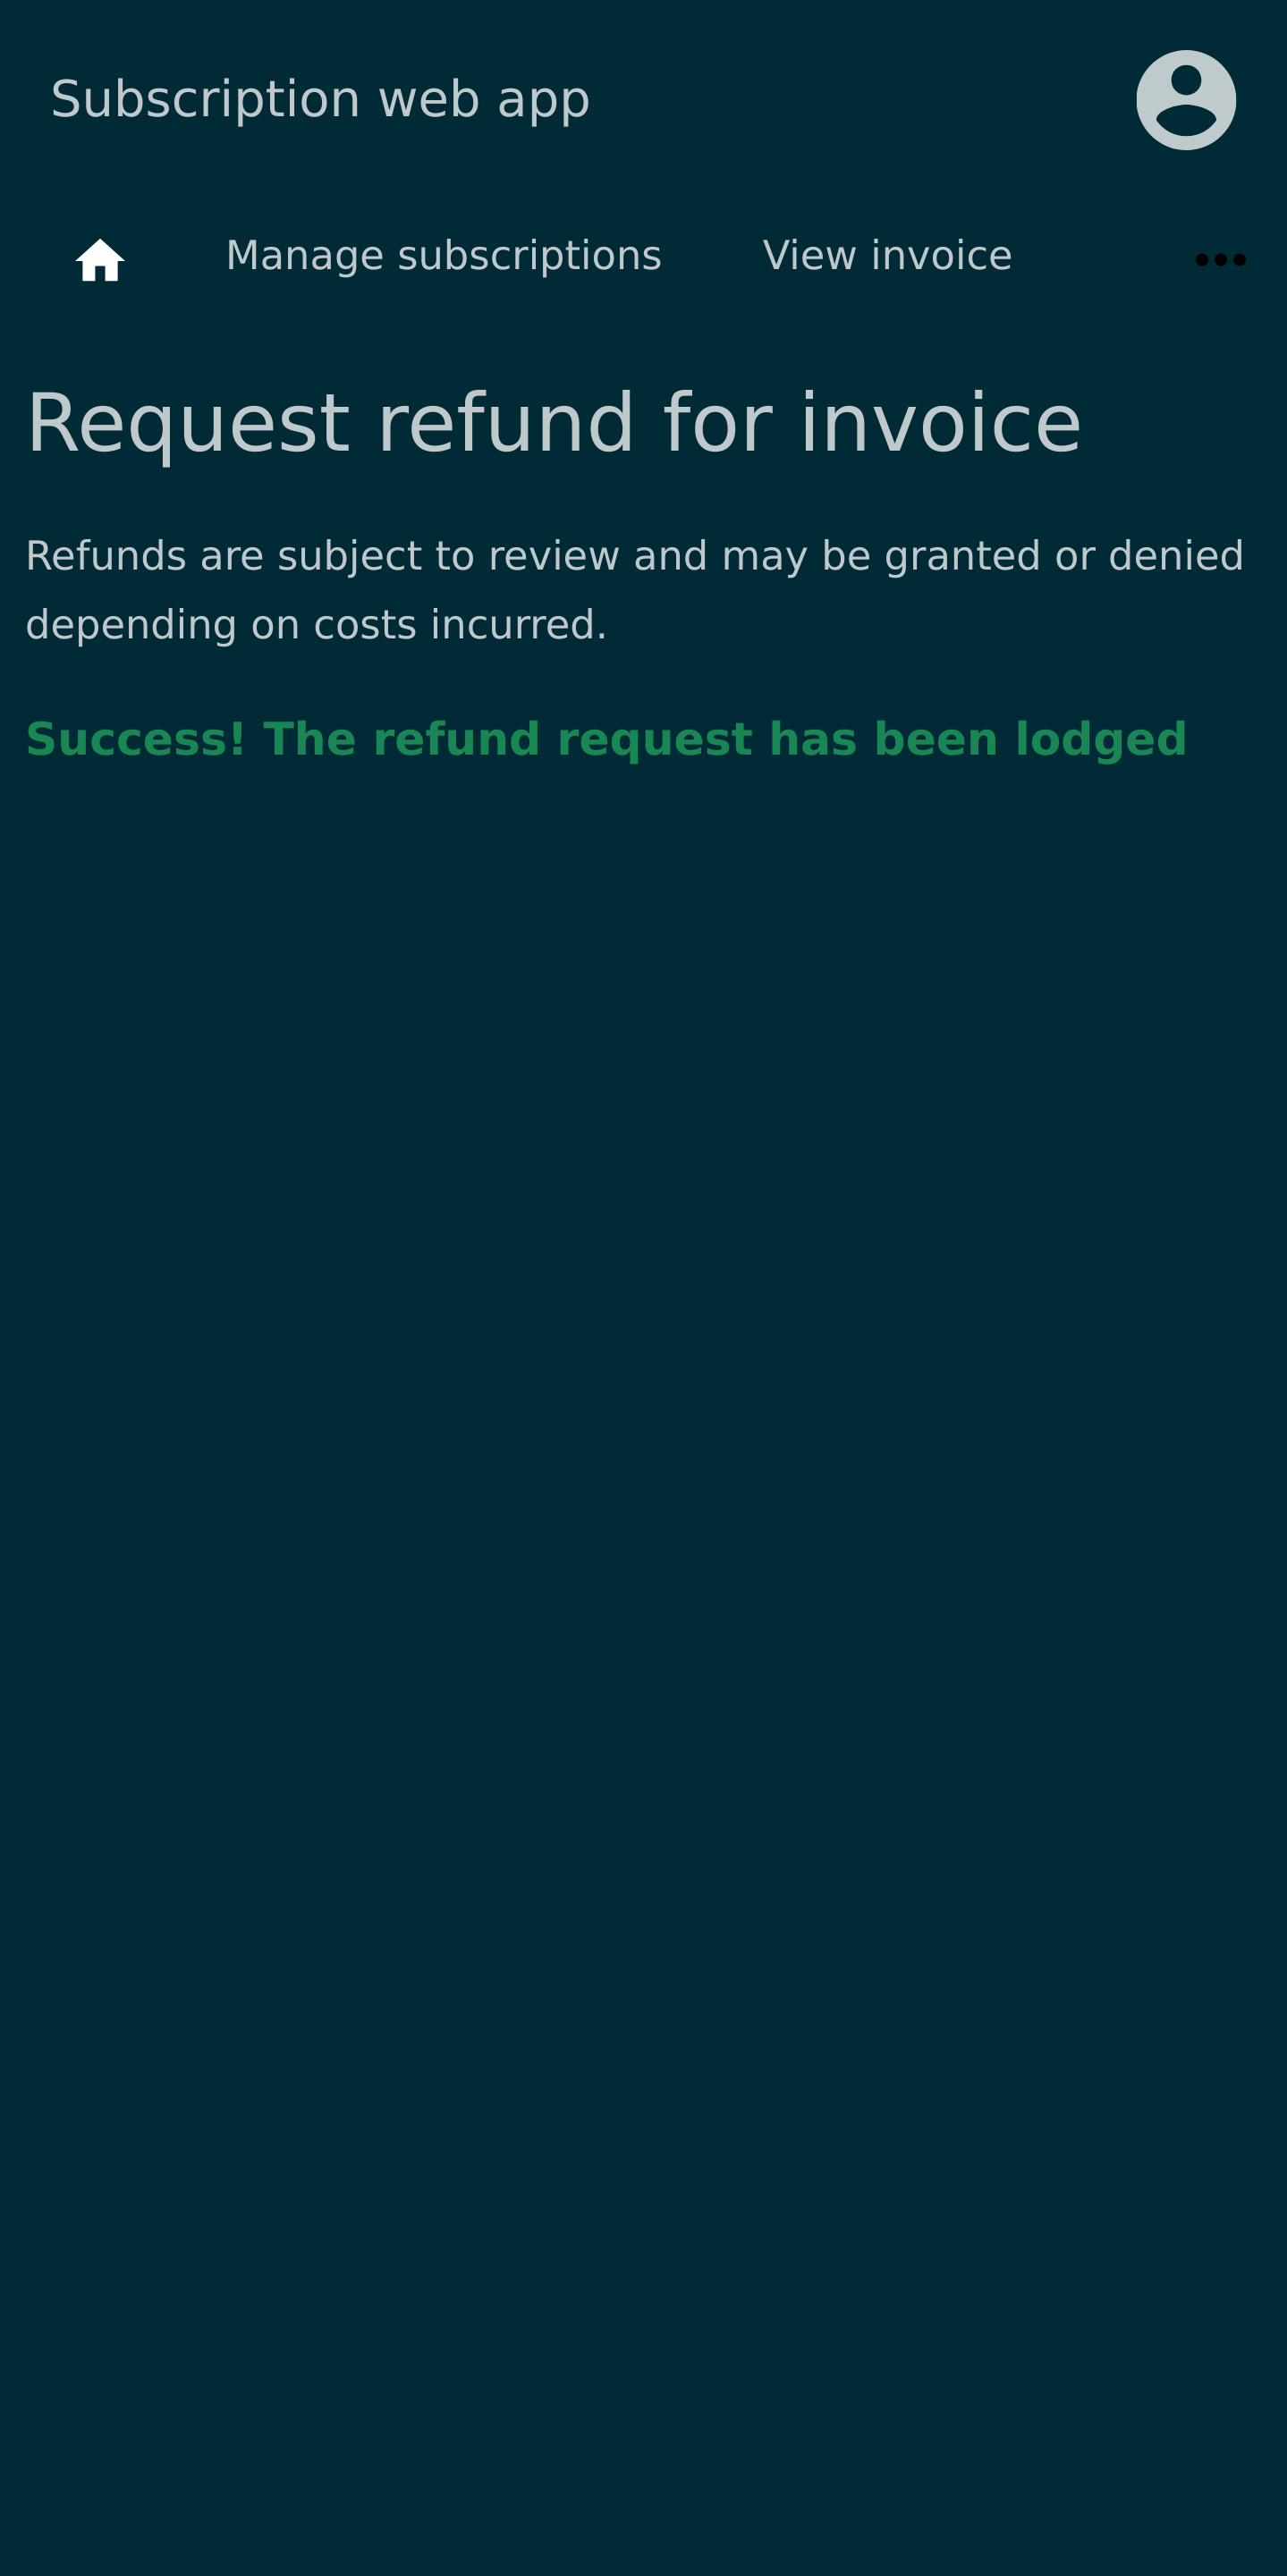 Subscription web app
Manage subscriptions View invoice
Request refund for invoice
Refunds are subject to review and may be granted or denied
depending on costs incurred.
Success! The refund request has been lodged